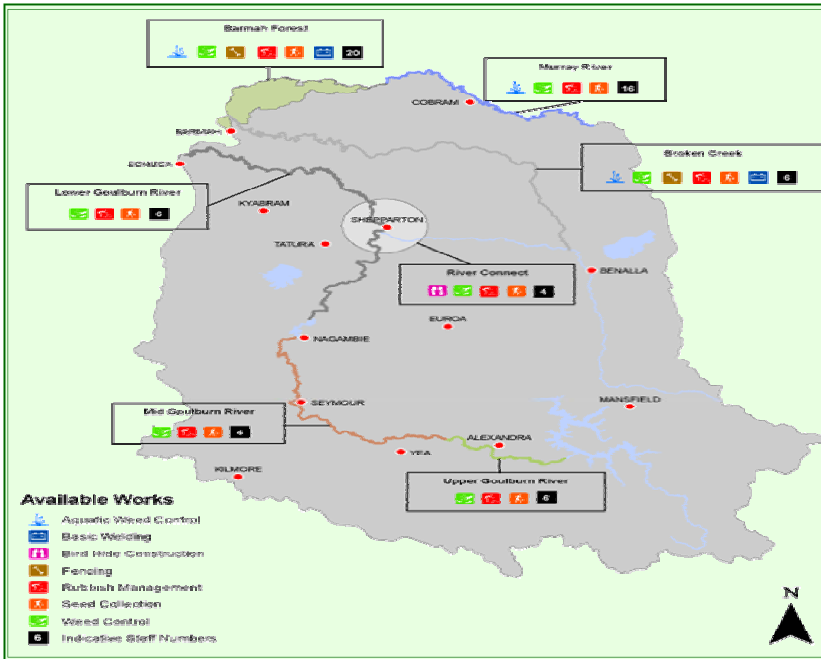 Barmah Forest
20
Murray River
16
COBRAM
BARMAH
Broken Creek
6
ECHUCA
Lower Goulburn River
6
KYABRAM
SHEPPARTON
TATURA
River Connect
4
BENALLA
EUROA
NAGAMBIE
MANSFIELD
SEYMOUR
Mid Goulburn River
4
ALEXANDRA
YEA
KILMORE
Upper Goulburn River
6
Available Works
Aquatic Weed Control
Basic Welding
Bird Hide Construction
Fencing
Rubbish Management
Seed Collection
Weed Control
6 Indicative Staff Numbers
N